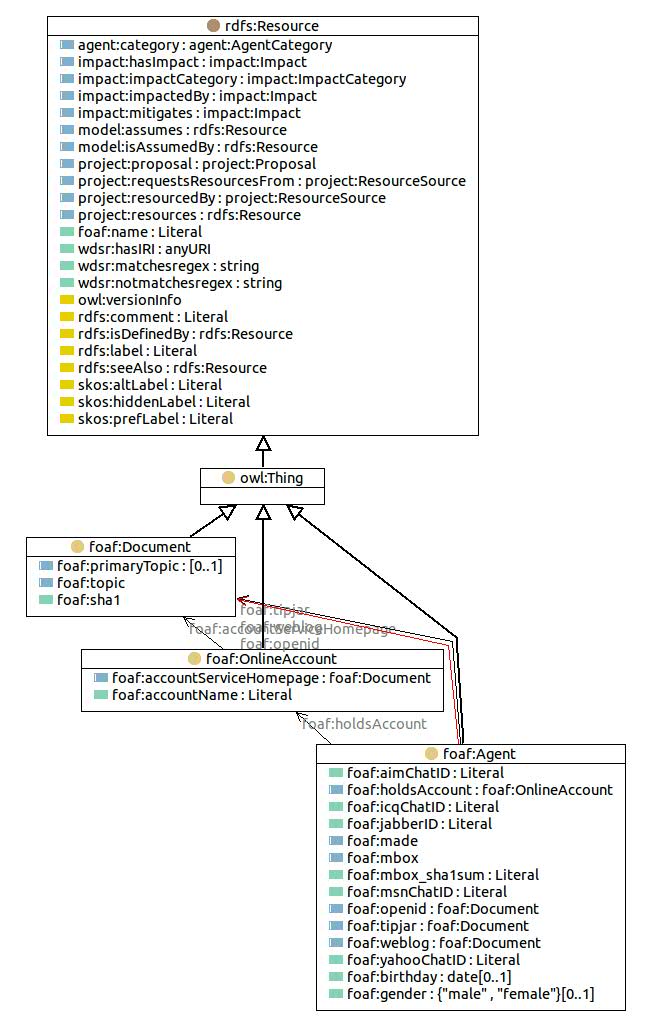 rdfs:Resource
agent:category : agent:AgentCategory
impact:hasImpact : impact:Impact
impact:impactCategory : impact:ImpactCategory
impact:impactedBy : impact:Impact
impact:mitigates : impact:Impact
model:assumes : rdfs:Resource
model:isAssumedBy : rdfs:Resource
project:proposal : project:Proposal
project:requestsResourcesFrom : project:ResourceSource
project:resourcedBy : project:ResourceSource
project:resources : rdfs:Resource
foaf:name : Literal
wdsr:hasIRI : anyURI
wdsr:matchesregex : string
wdsr:notmatchesregex : string
owl:versionInfo
rdfs:comment : Literal
rdfs:isDefinedBy : rdfs:Resource
rdfs:label : Literal
rdfs:seeAlso : rdfs:Resource
skos:altLabel : Literal
skos:hiddenLabel : Literal
skos:prefLabel : Literal
owl:Thing
foaf:Document
foaf:primaryTopic : [0..1]
foaf:topic
foaf:sha1
foaf:tipjar
foaf:weblog
foaf:accountServiceHomepage
foaf:openid
foaf:OnlineAccount
foaf:accountServiceHomepage : foaf:Document
foaf:accountName : Literal
foaf:holdsAccount
foaf:Agent
foaf:aimChatID : Literal
foaf:holdsAccount : foaf:OnlineAccount
foaf:icqChatID : Literal
foaf:jabberID : Literal
foaf:made
foaf:mbox
foaf:mbox_sha1sum : Literal
foaf:msnChatID : Literal
foaf:openid : foaf:Document
foaf:tipjar : foaf:Document
foaf:weblog : foaf:Document
foaf:yahooChatID : Literal
foaf:birthday : date[0..1]
foaf:gender : {"male" , "female"}[0..1]